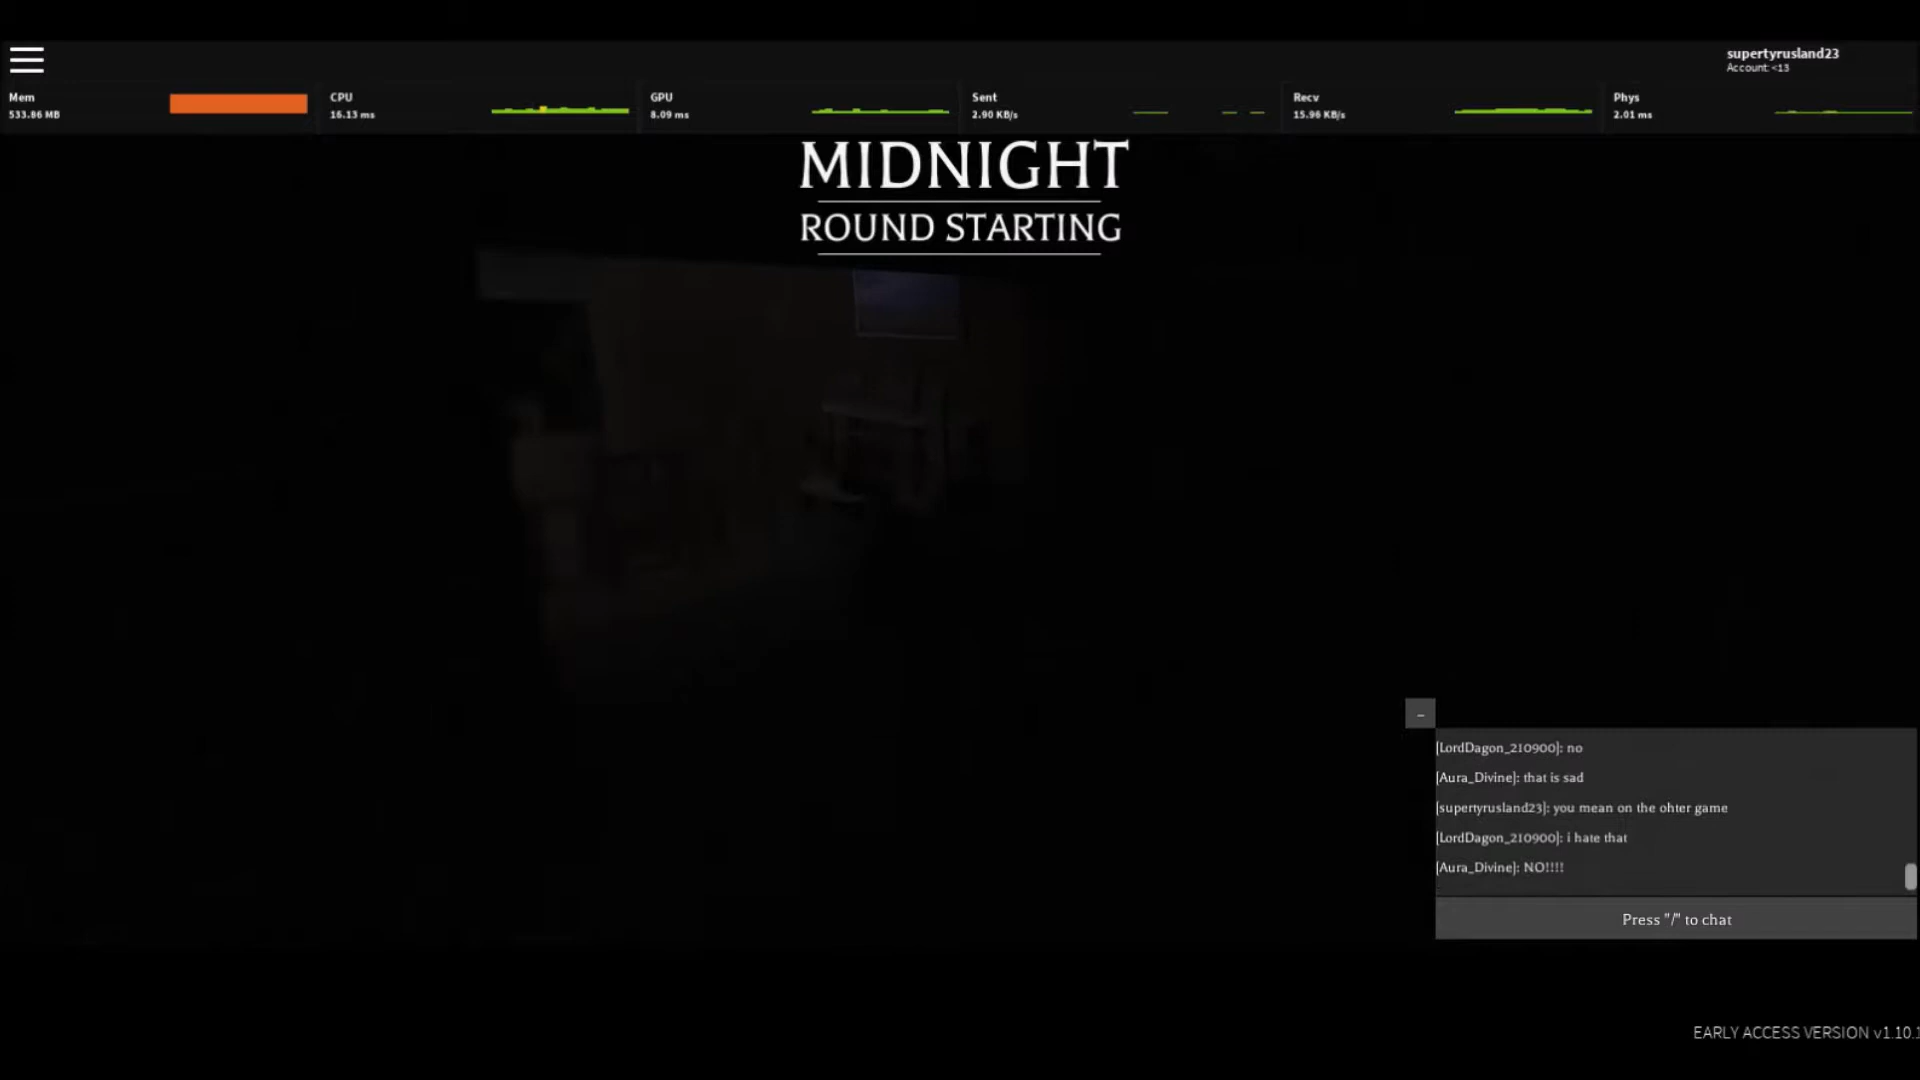 supertyrusland23
Account: <13
Mem
533.86 MB
CPU
16.13 ms
GPU
8.09 ms
Sent
2.90 KB/s
Recv
15.96 KB/s
Phys
2.01 ms
MIDNIGHT
ROUND STARTING
-
[LordDagon_210900]: no
[Aura_Divine]: that is sad
[supertyrusland23]: you mean on the ohter game
[LordDagon_210900]: i hate that
[Aura_Divine]: NO!!!!
Press "/" to chat
EARLY ACCESS VERSION v1.10.1